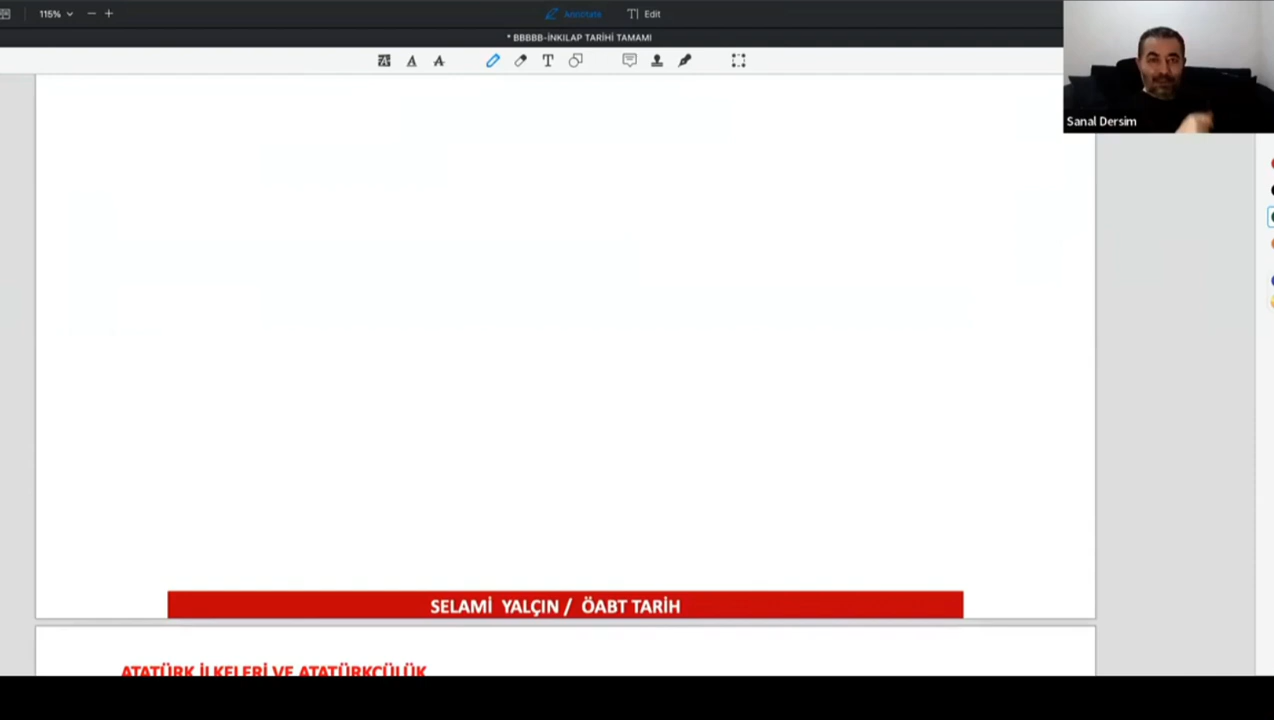 115%
Annotate
Edit
* BBBBB-İNKILAP TARİHİ TAMAMI
Sanal Dersim
SELAMİ YALÇIN / ÖABT TARİH
ATATÜRK İLKELERİ VE ATATÜRKÇÜLÜK